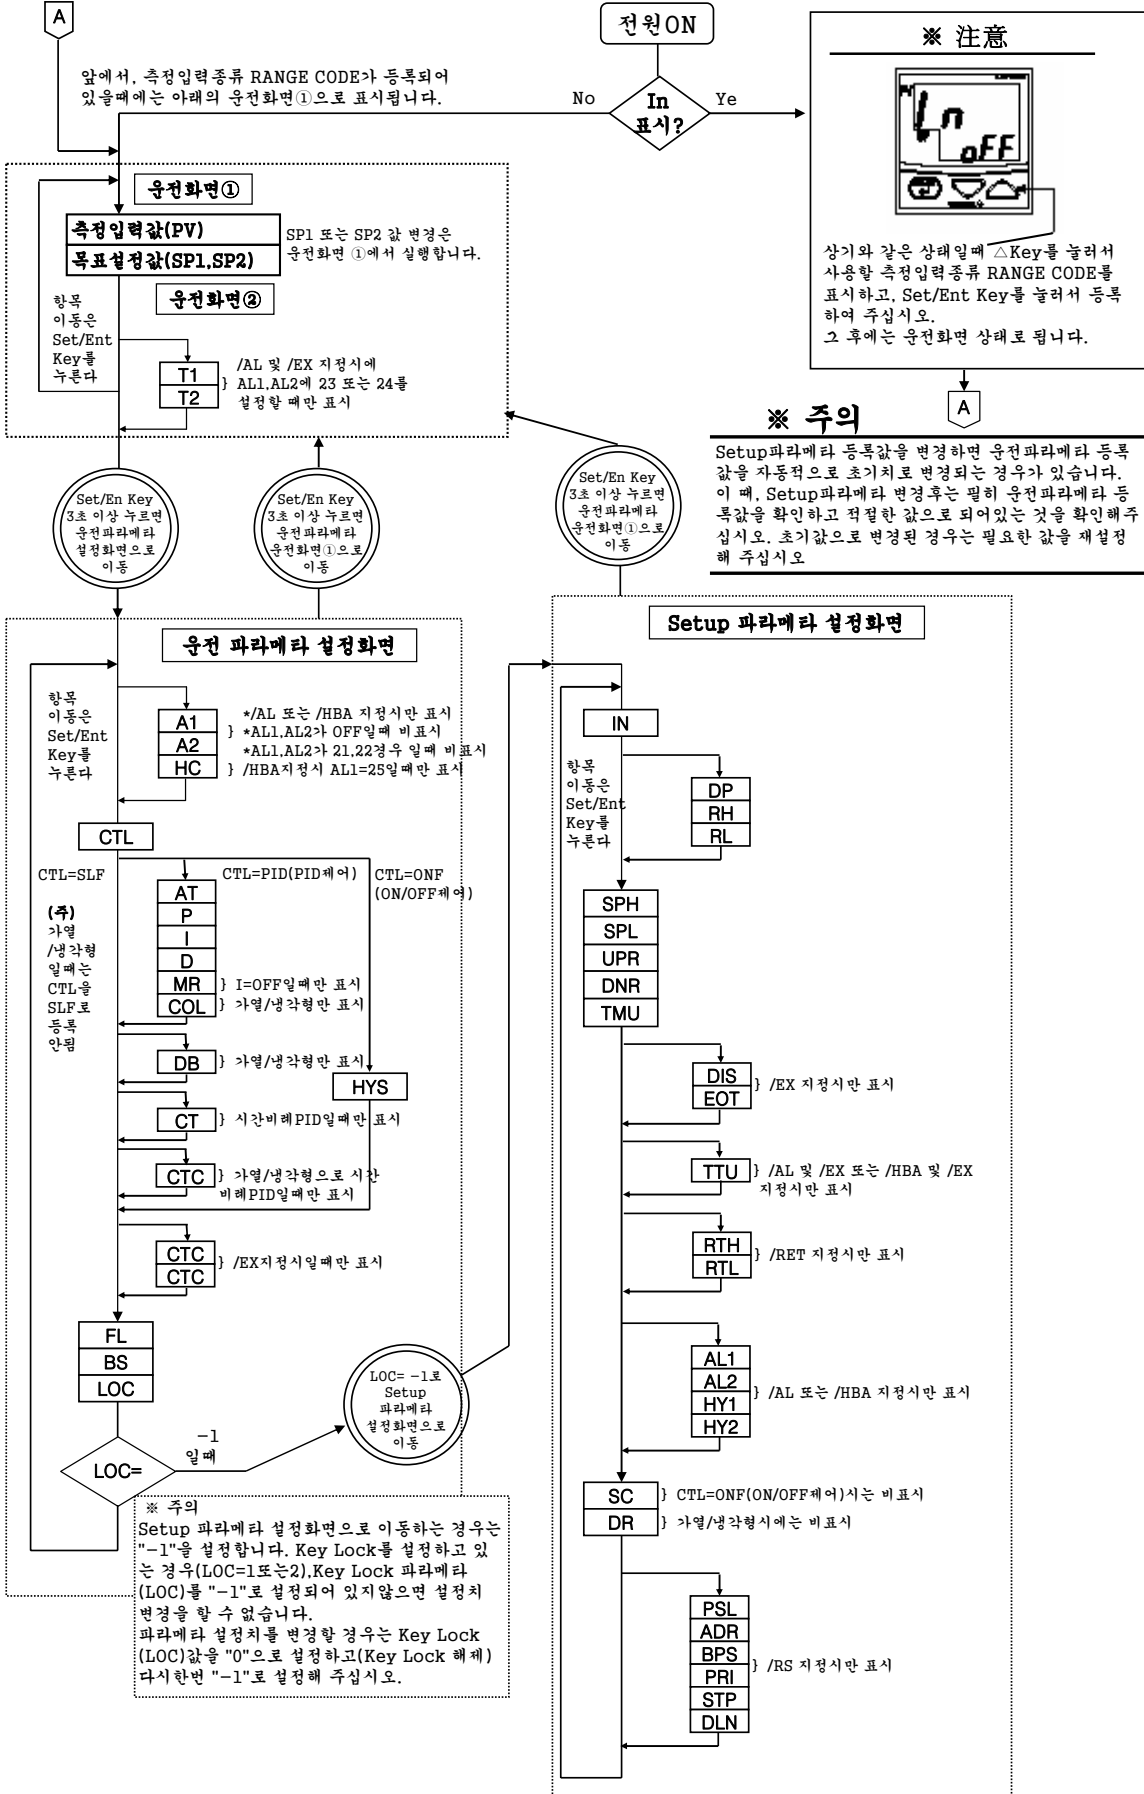 A
전원ON
※ 注意
앞에서, 측정입력종류 RANGE CODE가 등록되어
있을때에는 아래의 운전화면①으로 표시됩니다.
No
In
표시?
Ye
In
oFF
상기와 같은 상태일때 △Key를 눌러서
사용할 측정입력종류 RANGE CODE를
표시하고, Set/Ent Key를 눌러서 등록
하여 주십시오.
그 후에는 운전화면 상태로 됩니다.
A
운전화면①
측정입력값(PV)
목표설정값(SP1,SP2)
SP1 또는 SP2 값 변경은
운전화면 ①에서 실행합니다.
운전화면②
항목
이동은
Set/Ent
Key를
누른다
T1
T2
/AL 및 /EX 지정시에
} AL1,AL2에 23 또는 24를
설정할 때만 표시
※ 주의
Setup파라메타 등록값을 변경하면 운전파라메타 등록
값을 자동적으로 초기치로 변경되는 경우가 있습니다.
이 때, Setup파라메타 변경후는 필히 운전파라메타 등
록값을 확인하고 적절한 값으로 되어있는 것을 확인해주
십시오. 초기값으로 변경된 경우는 필요한 값을 재설정
해 주십시오
Set/En Key
3초 이상 누르면
운전파라메타
설정화면으로
이동
Set/En Key
3초 이상 누르면
운전파라메타
운전화면①으로
이동
Set/En Key
3초 이상 누르면
운전파라메타
운전화면①으로
이동
운전 파라메타 설정화면
항목
이동은
Set/Ent
Key를
누른다
A1
A2
HC
*/AL 또는 /HBA 지정시만 표시
} *AL1,AL2가 OFF일때 비표시
*AL1,AL2가 21,22경우 일때 비표시
} /HBA지정시 AL1=25일때만 표시
CTL
CTL=SLF
CTL=PID(PID제어)
CTL=ONF
(ON/OFF제어)
(주)
가열
/냉각형
일때는
CTL을
SLF로
등록
안됨
AT
P
I
D
MR } I=OFF일때만 표시
COL } 가열/냉각형만 표시
DB } 가열/냉각형만 표시
HYS
CT } 시간비례PID일때만 표시
CTC } 가열/냉각형으로 시간
비례PID일때만 표시
CTC
CTC
} /EX지정시일때만 표시
FL
BS
LOC
LOC= -1로
Setup
파라메타
설정화면으로
이동
LOC=
-1
일때
※ 주의
Setup 파라메타 설정화면으로 이동하는 경우는
"-1"을 설정합니다. Key Lock를 설정하고 있
는 경우(LOC=1또는2),Key Lock 파라메타
(LOC)를 "-1"로 설정되어 있지않으면 설정치
변경을 할 수 없습니다.
파라메타 설정치를 변경할 경우는 Key Lock
(LOC)값을 "0"으로 설정하고(Key Lock 해제)
다시한번 "-1"로 설정해 주십시오.
Setup 파라메타 설정화면
IN
항목
이동은
Set/Ent
Key를
누른다
DP
RH
RL
SPH
SPL
UPR
DNR
TMU
DIS
EOT
} /EX 지정시만 표시
TTU } /AL 및 /EX 또는 /HBA 및 /EX
지정시만 표시
RTH
RTL
} /RET 지정시만 표시
AL1
AL2
HY1
HY2
} /AL 또는 /HBA 지정시만 표시
SC } CTL=ONF(ON/OFF제어)시는 비표시
DR } 가열/냉각형시에는 비표시
PSL
ADR
BPS
PRI
STP
DLN
} /RS 지정시만 표시